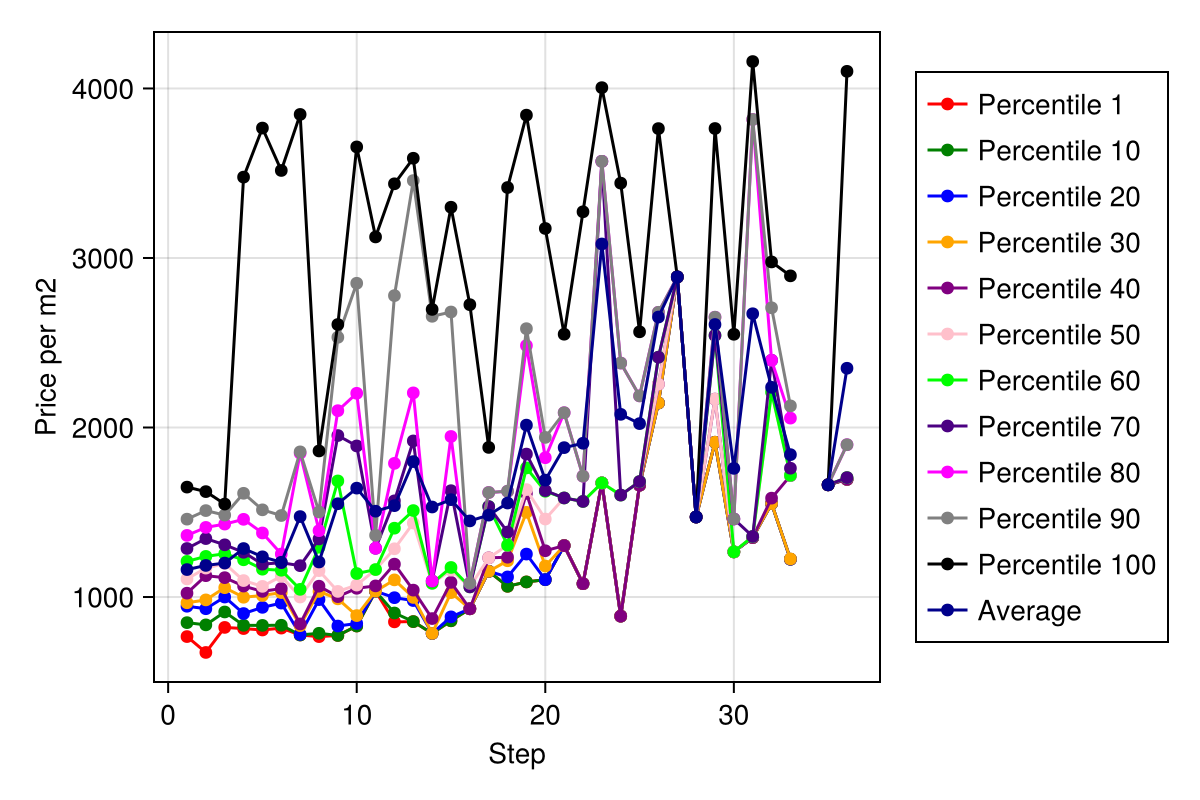 4000
3000
2000
1000
Price per m2
0 10 20 30
Step
Percentile 1
Percentile 10
Percentile 20
Percentile 30
Percentile 40
Percentile 50
Percentile 60
Percentile 70
Percentile 80
Percentile 90
Percentile 100
Average